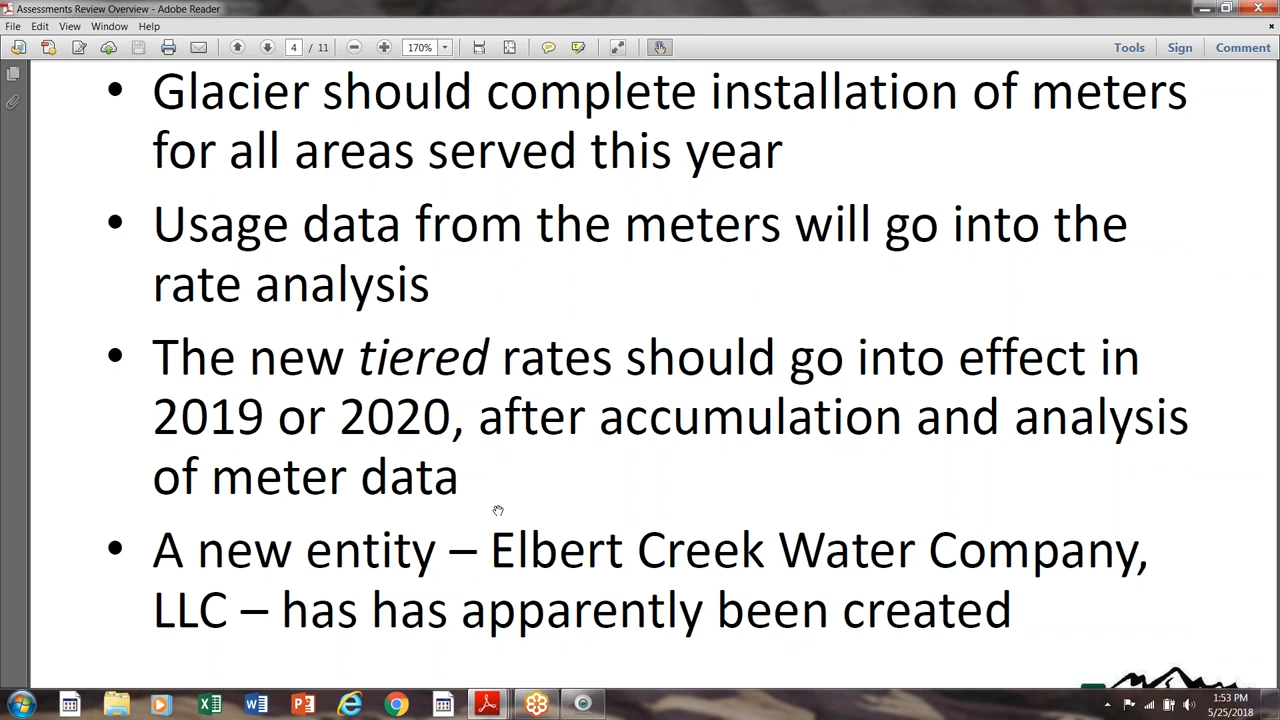 Assessments Review Overview - Adobe Reader
File Edit View Window Help
4 / 11 170% Tools Sign Comment
• Glacier should complete installation of meters
for all areas served this year
• Usage data from the meters will go into the
rate analysis
• The new tiered rates should go into effect in
2019 or 2020, after accumulation and analysis
of meter data
• A new entity – Elbert Creek Water Company,
LLC – has has apparently been created
1:53 PM
5/25/2018